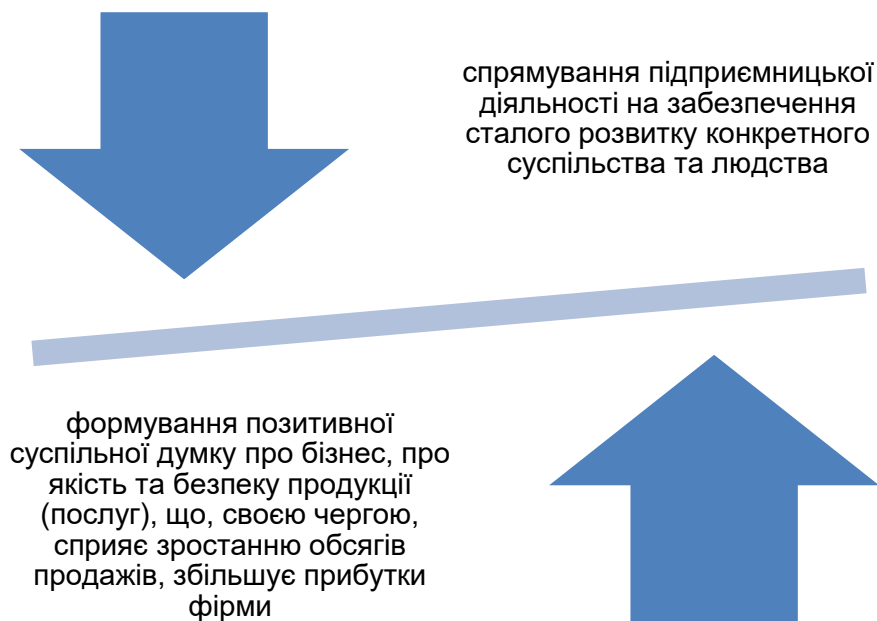 спрямування підприємницької
діяльності на забезпечення
сталого розвитку конкретного
суспільства та людства
формування позитивної
суспільної думку про бізнес, про
якість та безпеку продукції
(послуг), що, своєю чергою,
сприяє зростанню обсягів
продажів, збільшує прибутки
фірми